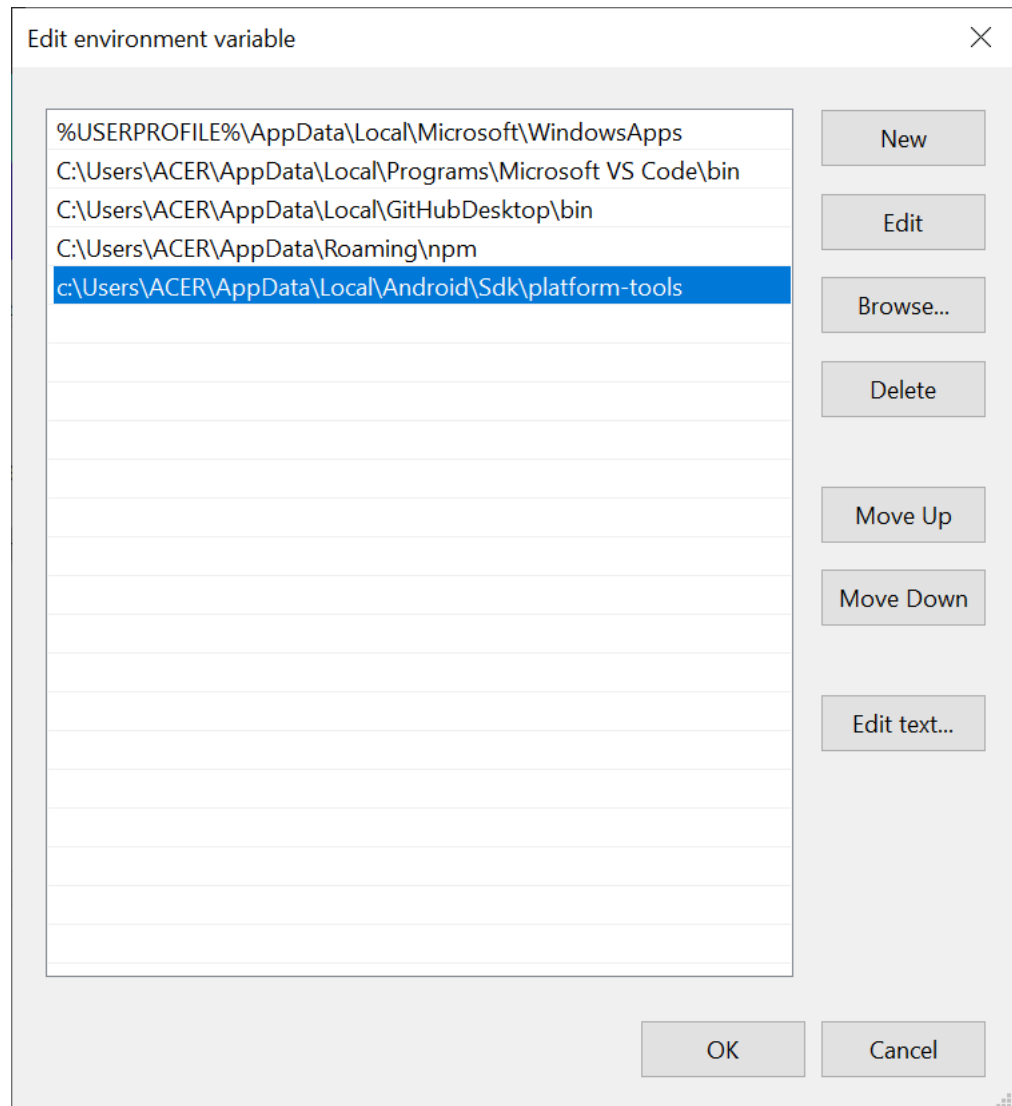 Edit environment variable
%USERPROFILE%\AppData\Local\Microsoft\WindowsApps
C:\Users\ACER\AppData\Local\Programs\Microsoft VS Code\bin
C:\Users\ACER\AppData\Local\GitHubDesktop\bin
C:\Users\ACER\AppData\Roaming\npm
c:\Users\ACER\AppData\Local\Android\Sdk\platform-tools
New
Edit
Browse...
Delete
Move Up
Move Down
Edit text...
OK
Cancel